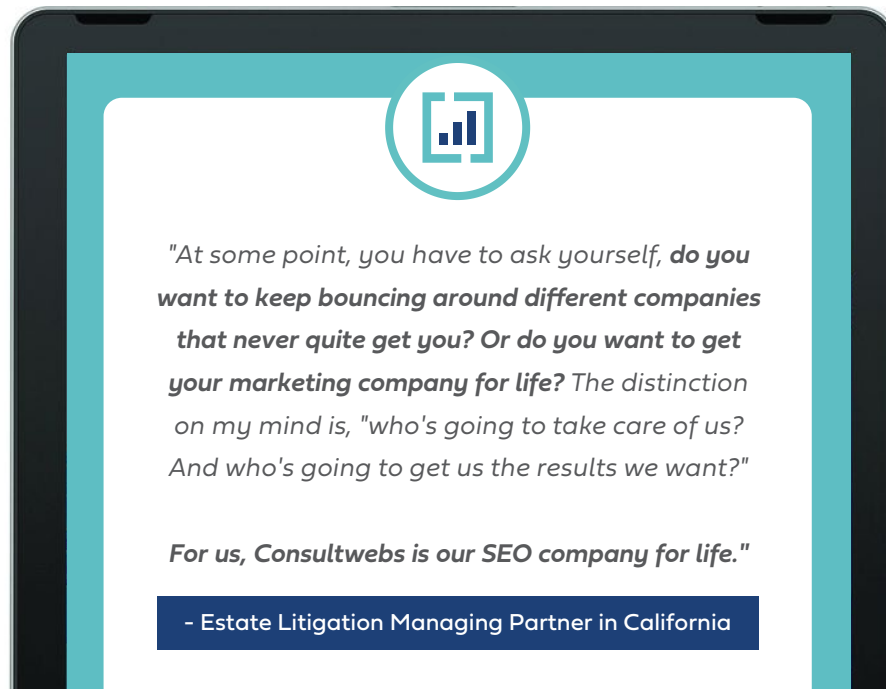 "At some point, you have to ask yourself, do you
want to keep bouncing around different companies
that never quite get you? Or do you want to get
your marketing company for life? The distinction
on my mind is, "who's going to take care of us?
And who's going to get us the results we want?"
For us, Consultwebs is our SEO company for life."
- Estate Litigation Managing Partner in California